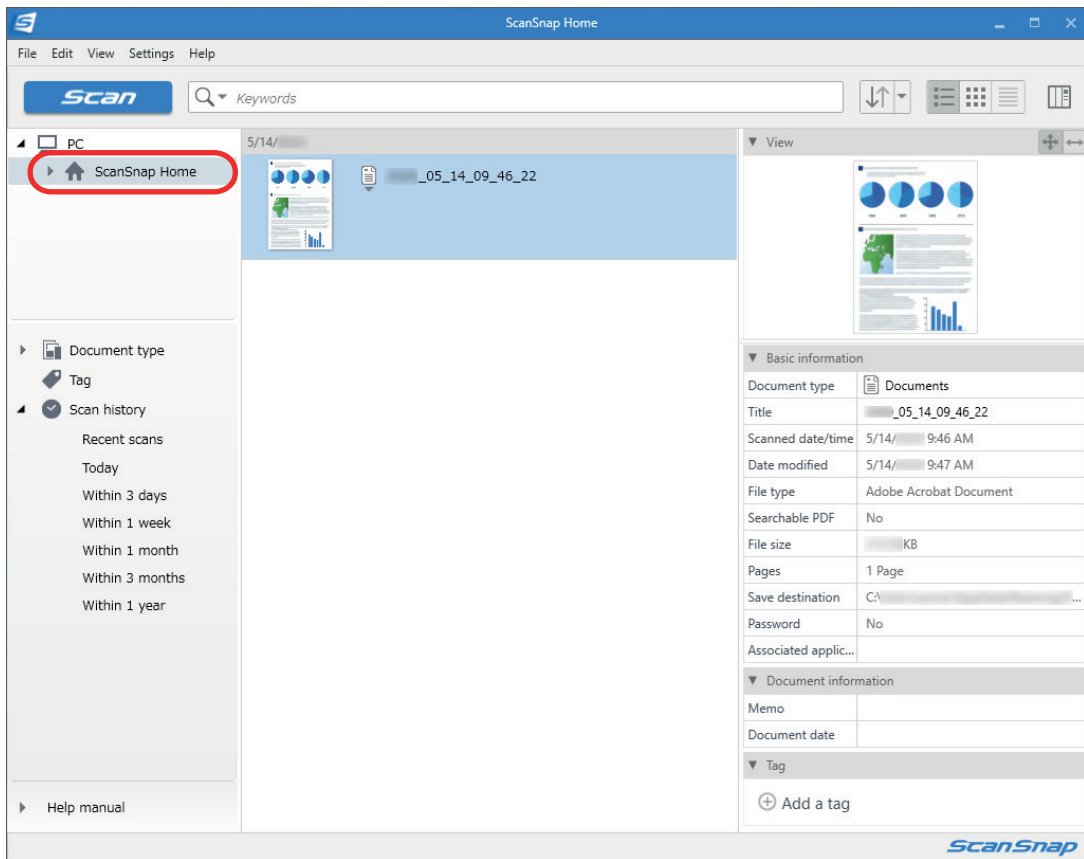 ScanSnap Home
File Edit View Settings Help
Scan
Keywords
PC
ScanSnap Home
Document type
Tag
Scan history
Recent scans
Today
Within 3 days
Within 1 week
Within 1 month
Within 3 months
Within 1 year
Help manual
5/14/
_05_14_09_46_22
View
Basic information
Document type Documents
Title _05_14_09_46_22
Scanned date/time 5/14/ 9:46 AM
Date modified 5/14/ 9:47 AM
File type Adobe Acrobat Document
Searchable PDF No
File size KB
Pages 1 Page
Save destination C:\ ...
Password No
Associated applic...
Document information
Memo
Document date
Tag
Add a tag
ScanSnap